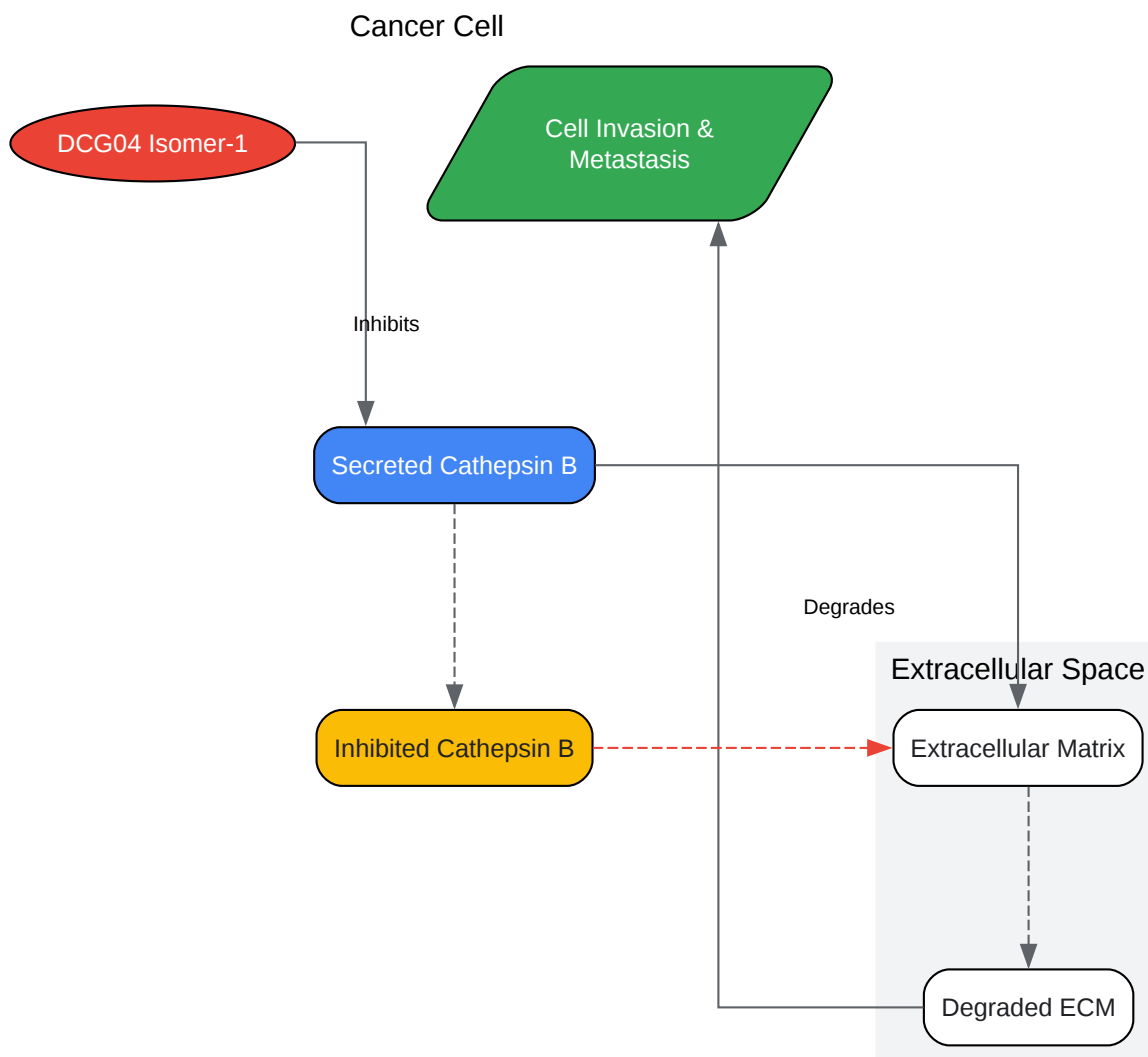 Cancer Cell
DCG04 Isomer-1
Cell Invasion &
Metastasis
Inhibits
Secreted Cathepsin B
Degrades
Extracellular Space
Inhibited Cathepsin B
Extracellular Matrix
Degraded ECM